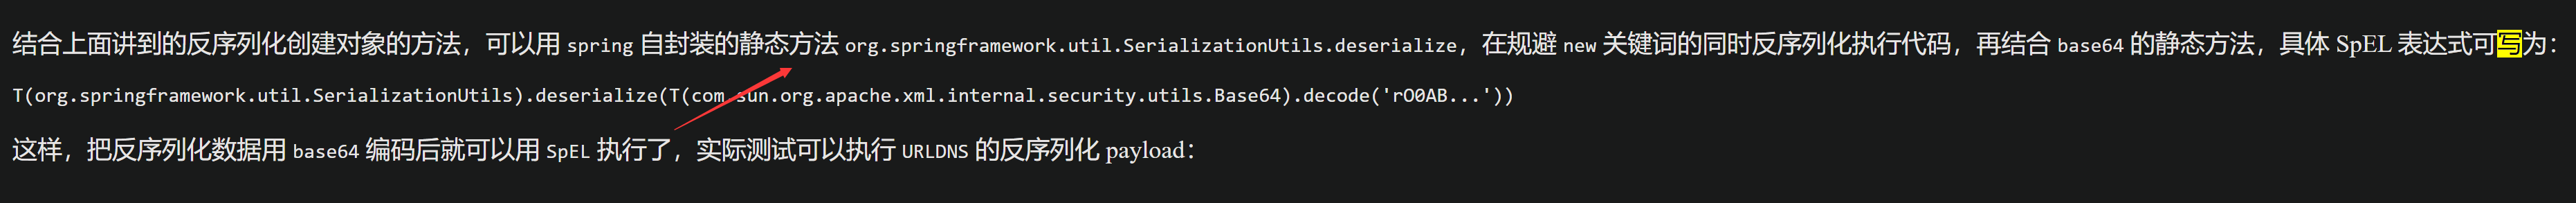 结合上面讲到的反序列化创建对象的方法，可以用 spring 自封装的静态方法 org.springframework.util.SerializationUtils.deserialize，在规避 new 关键词的同时反序列化执行代码，再结合 base64 的静态方法，具体 SpEL 表达式可写为：
T(org.springframework.util.SerializationUtils).deserialize(T(com.sun.org.apache.xml.internal.security.utils.Base64).decode('rO0AB...'))
这样，把反序列化数据用 base64 编码后就可以用 SpEL 执行了，实际测试可以执行 URLDNS 的反序列化 payload：